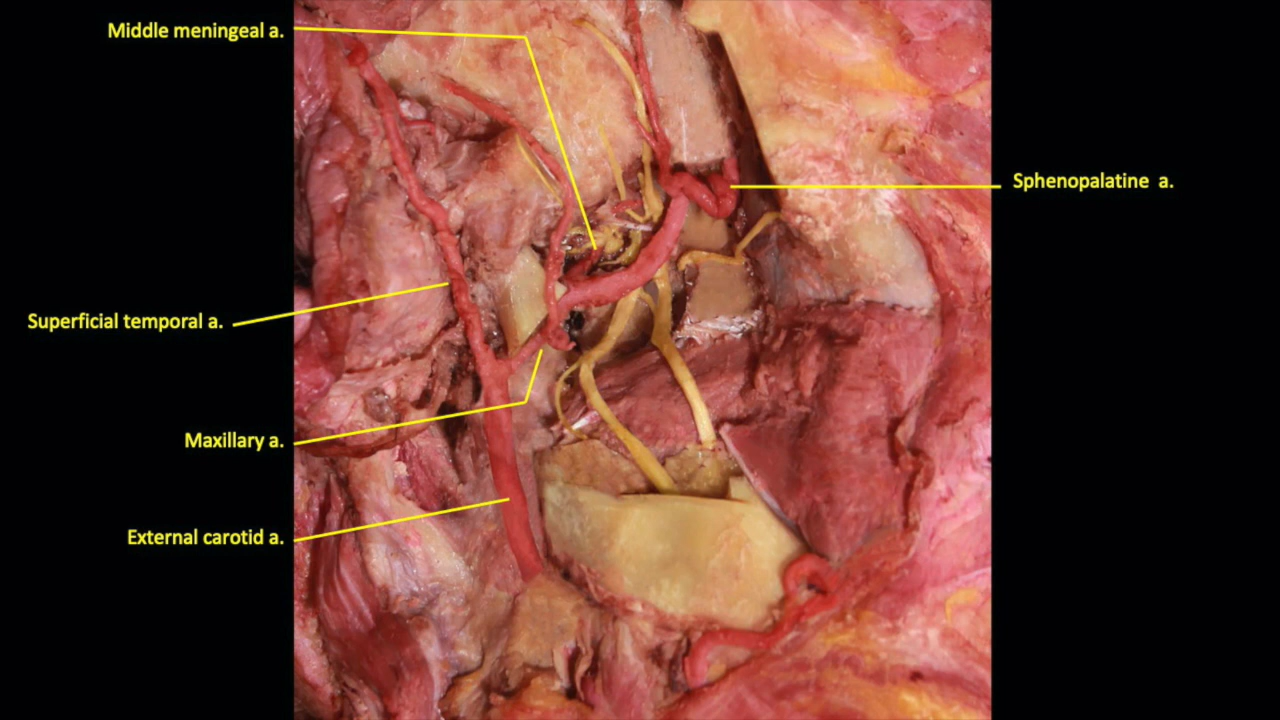 Middle meningeal a.
Sphenopalatine a.
Superficial temporal a.
Maxillary a.
External carotid a.